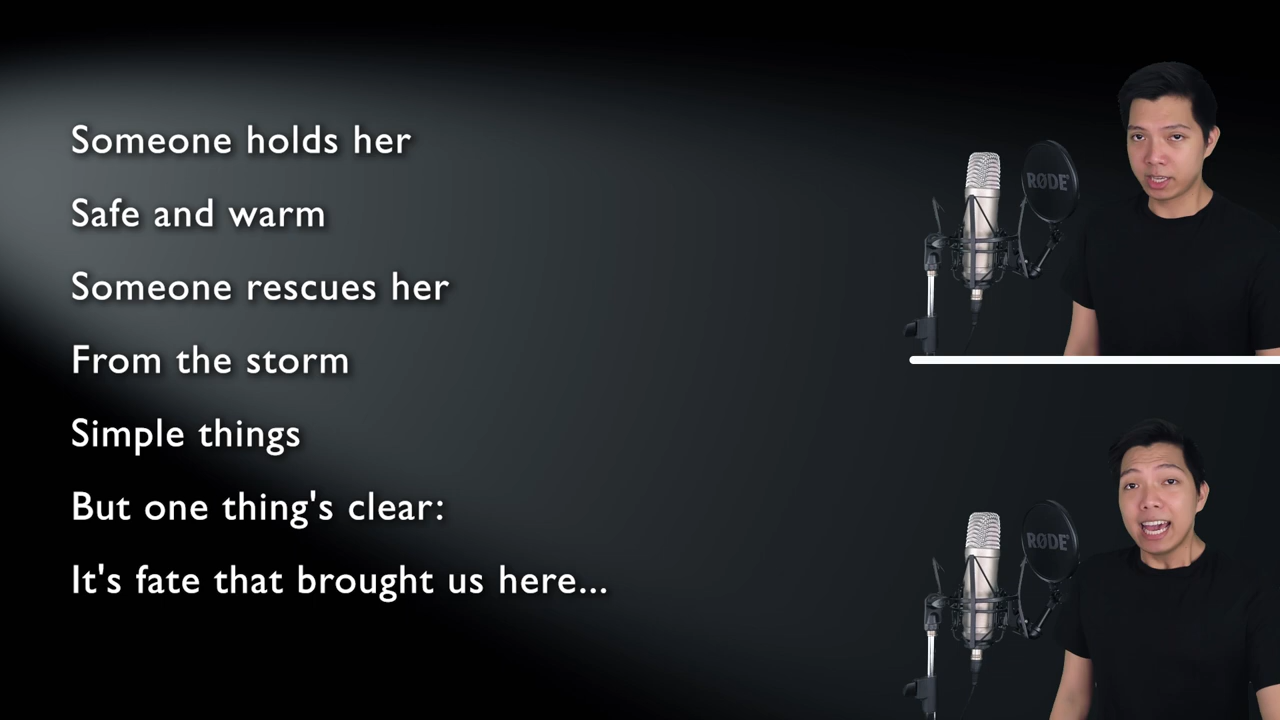 Someone holds her
Safe and warm
Someone rescues her
From the storm
Simple things
But one thing's clear:
It's fate that brought us here...
RØDE
RØDE